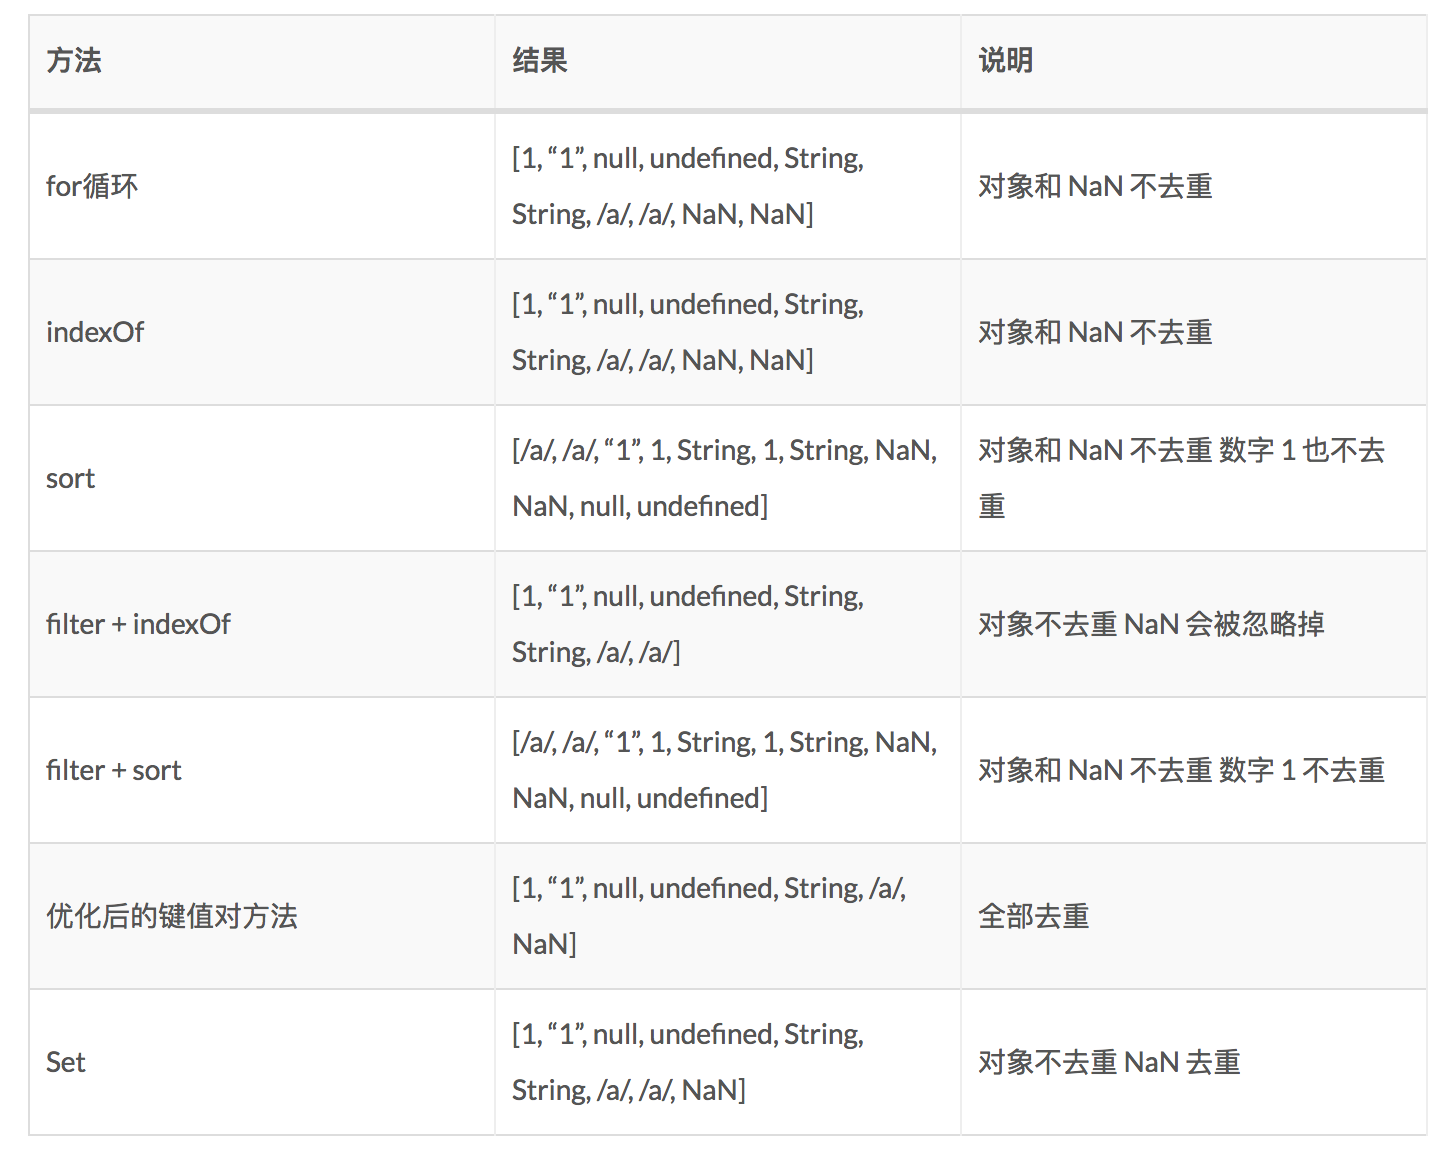 方法
结果
说明
for循环
[1, “1”, null, undefined, String,
String, /a/, /a/, NaN, NaN]
对象和 NaN 不去重
indexOf
[1, “1”, null, undefined, String,
String, /a/, /a/, NaN, NaN]
对象和 NaN 不去重
sort
[/a/, /a/, “1”, 1, String, 1, String, NaN,
NaN, null, undefined]
对象和 NaN 不去重 数字 1 也不去
重
filter + indexOf
[1, “1”, null, undefined, String,
String, /a/, /a/]
对象不去重 NaN 会被忽略掉
filter + sort
[/a/, /a/, “1”, 1, String, 1, String, NaN,
NaN, null, undefined]
对象和 NaN 不去重 数字 1 不去重
优化后的键值对方法
[1, “1”, null, undefined, String, /a/,
NaN]
全部去重
Set
[1, “1”, null, undefined, String,
String, /a/, /a/, NaN]
对象不去重 NaN 去重